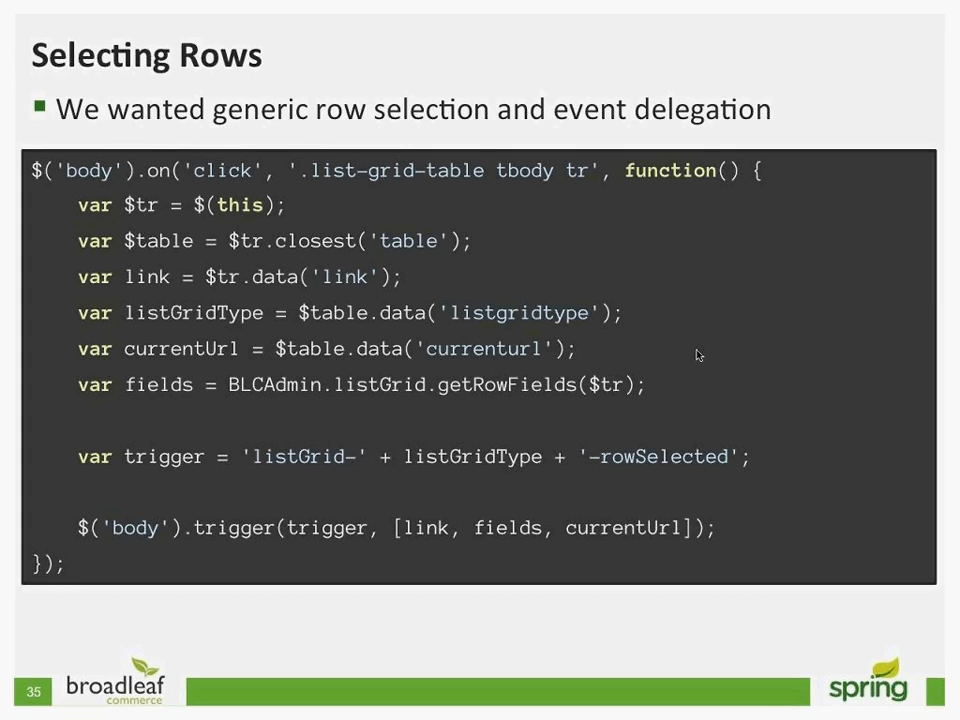 Selecting Rows
We wanted generic row selection and event delegation
$('body').on('click', '.list-grid-table tbody tr', function() {
    var $tr = $(this);
    var $table = $tr.closest('table');
    var link = $tr.data('link');
    var listGridType = $table.data('listgridtype');
    var currentUrl = $table.data('currenturl');
    var fields = BLCAdmin.listGrid.getRowFields($tr);
    var trigger = 'listGrid-' + listGridType + '-rowSelected';
    $('body').trigger(trigger, [link, fields, currentUrl]);
});
35
broadleaf
commerce
spring